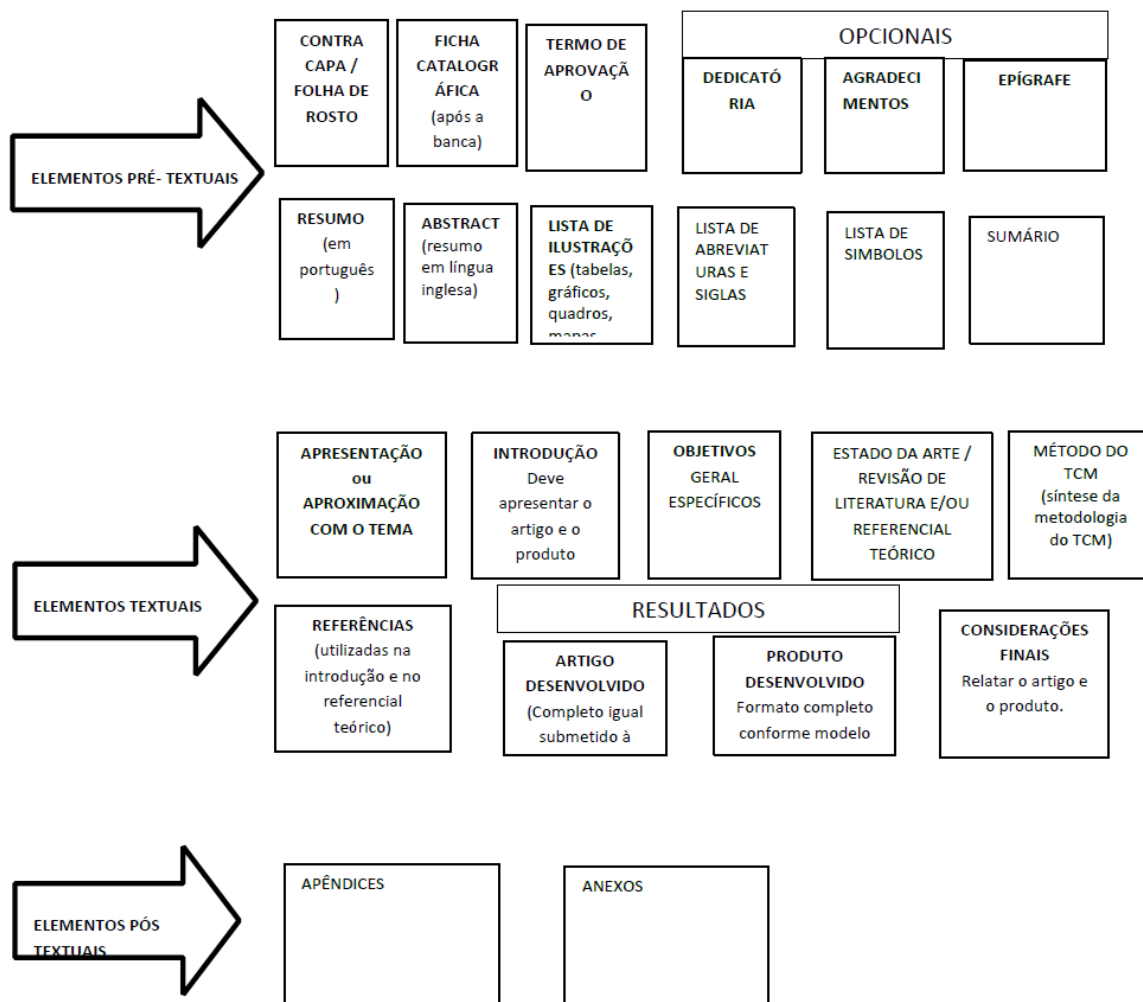 ELEMENTOS PRÉ- TEXTUAIS
CONTRA
CAPA /
FOLHA DE
ROSTO
FICHA
CATALOGR
ÁFICA
(após a
banca)
TERMO DE
APROVAÇÃ
O
OPCIONAIS
DEDICATÓ
RIA
AGRADECI
MENTOS
EPÍGRAFE
RESUMO
(em
português
)
ABSTRACT
(resumo
em língua
inglesa)
LISTA DE
ILUSTRAÇÕ
ES (tabelas,
gráficos,
quadros,
mapas
LISTA DE
ABREVIAT
URAS E
SIGLAS
LISTA DE
SIMBOLOS
SUMÁRIO
ELEMENTOS TEXTUAIS
APRESENTAÇÃO
ou
APROXIMAÇÃO
COM O TEMA
INTRODUÇÃO
Deve
apresentar o
artigo e o
produto
OBJETIVOS
GERAL
ESPECÍFICOS
ESTADO DA ARTE /
REVISÃO DE
LITERATURA E/OU
REFERENCIAL
TEÓRICO
MÉTODO DO
TCM
(síntese da
metodologia
do TCM)
REFERÊNCIAS
(utilizadas na
introdução e no
referencial
teórico)
RESULTADOS
ARTIGO
DESENVOLVIDO
(Completo igual
submetido à
PRODUTO
DESENVOLVIDO
Formato completo
conforme modelo
CONSIDERAÇÕES
FINAIS
Relatar o artigo e
o produto.
ELEMENTOS PÓS
TEXTUAIS
APÊNDICES
ANEXOS